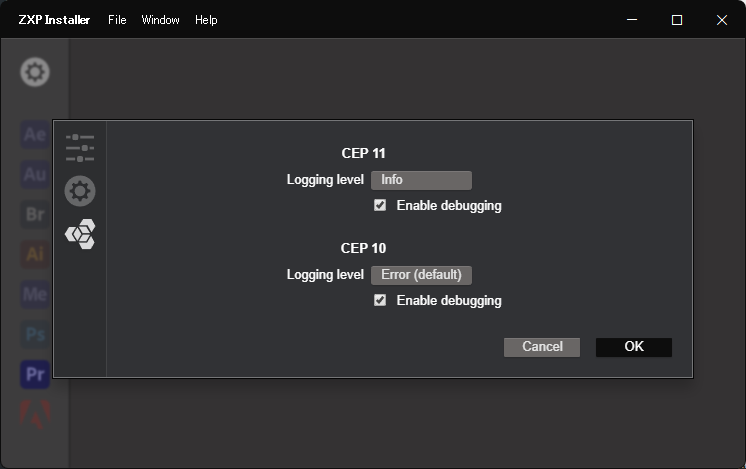 ZXP Installer File Window Help
Ae
Au
Br
Ai
Me
Ps
Pr
CEP 11
Logging level Info
Enable debugging
CEP 10
Logging level Error (default)
Enable debugging
Cancel OK